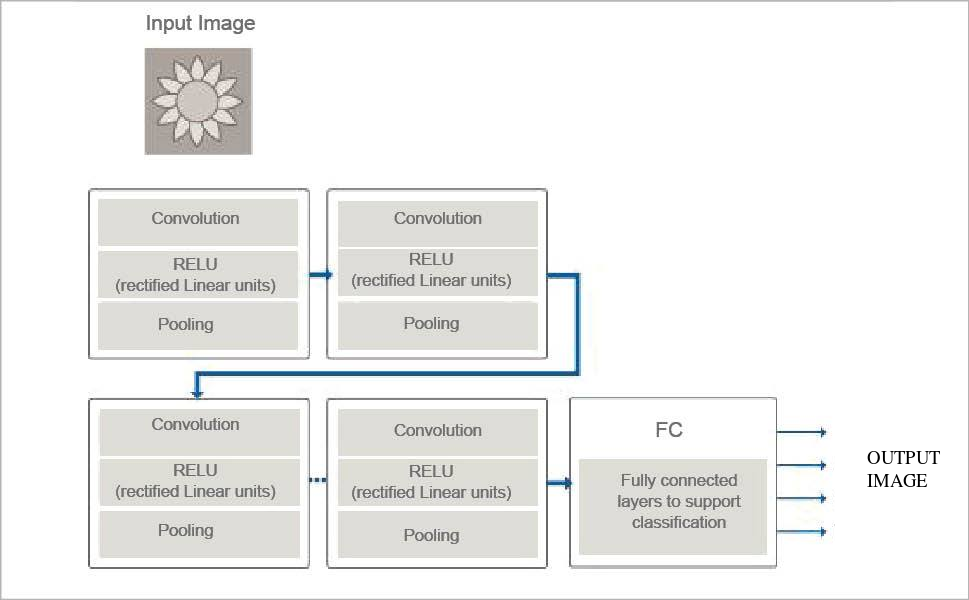 Input Image
Convolution
RELU
(rectified Linear units)
Pooling
Convolution
RELU
(rectified Linear units)
Pooling
Convolution
RELU
(rectified Linear units)
Pooling
Convolution
RELU
(rectified Linear units)
Pooling
FC
Fully connected
layers to support
classification
OUTPUT
IMAGE